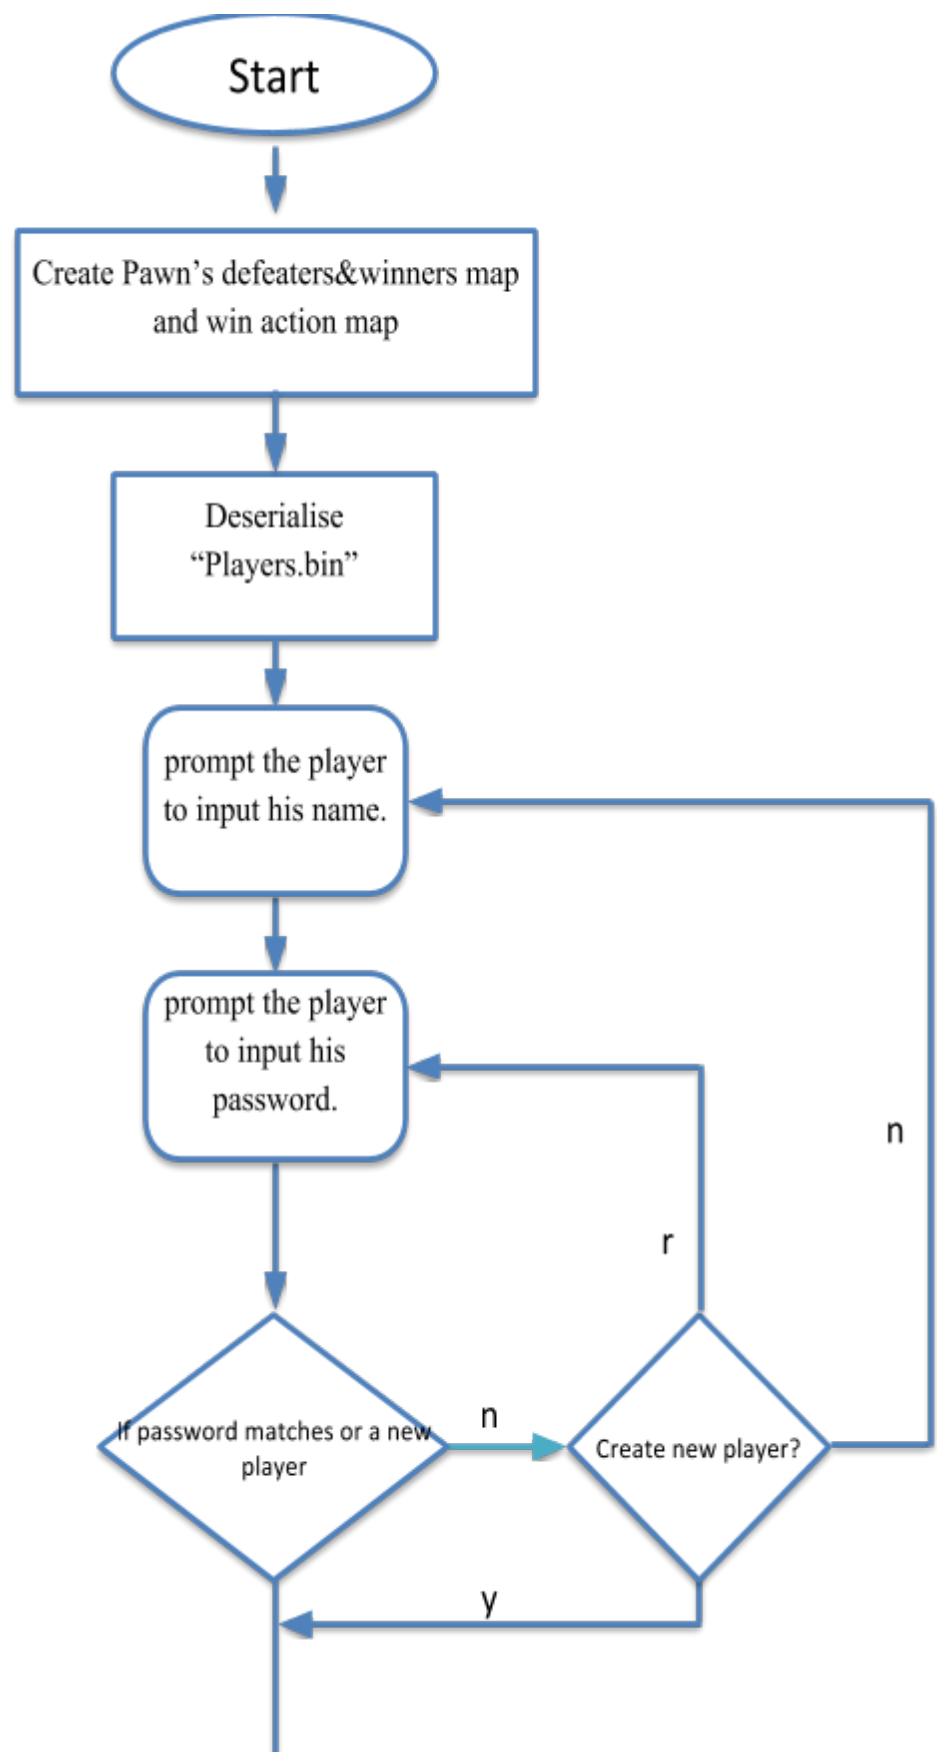 Start
Create Pawn’s defeaters&winners map
and win action map
Deserialise
“Players.bin”
prompt the player
to input his name.
prompt the player
to input his
password.
n
r
If password matches or a new
player
n
Create new player?
y